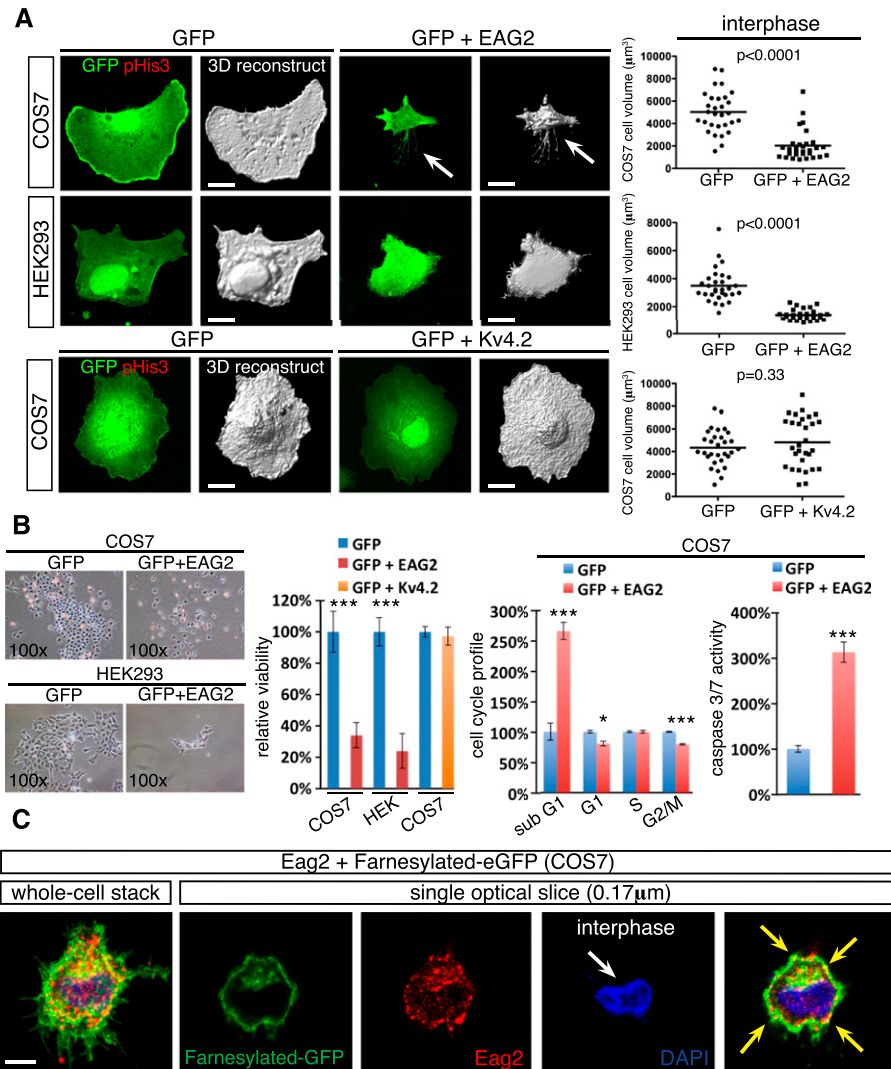 A
GFP
GFP + EAG2
interphase
COS7
GFP pHis3
3D reconstruct
COS7 cell volume (µm³)
10000
8000
6000
4000
2000
0
p<0.0001
GFP
GFP + EAG2
HEK293
HEK293 cell volume (µm³)
8000
6000
4000
2000
0
p<0.0001
GFP
GFP + EAG2
GFP
GFP + Kv4.2
COS7
GFP pHis3
3D reconstruct
COS7 cell volume (µm³)
10000
8000
6000
4000
2000
0
p=0.33
GFP
GFP + Kv4.2
B
COS7
GFP
GFP+EAG2
100x
100x
HEK293
GFP
GFP+EAG2
100x
100x
GFP
GFP + EAG2
GFP + Kv4.2
relative viability
120%
100%
80%
60%
40%
20%
0%
***
***
COS7
HEK
COS7
COS7
GFP
GFP + EAG2
cell cycle profile
300%
250%
200%
150%
100%
50%
0%
***
*
***
sub G1
G1
S
G2/M
GFP
GFP + EAG2
caspase 3/7 activity
400%
300%
200%
100%
0%
***
C
Eag2 + Farnesylated-eGFP (COS7)
whole-cell stack
single optical slice (0.17µm)
Farnesylated-GFP
Eag2
interphase
DAPI